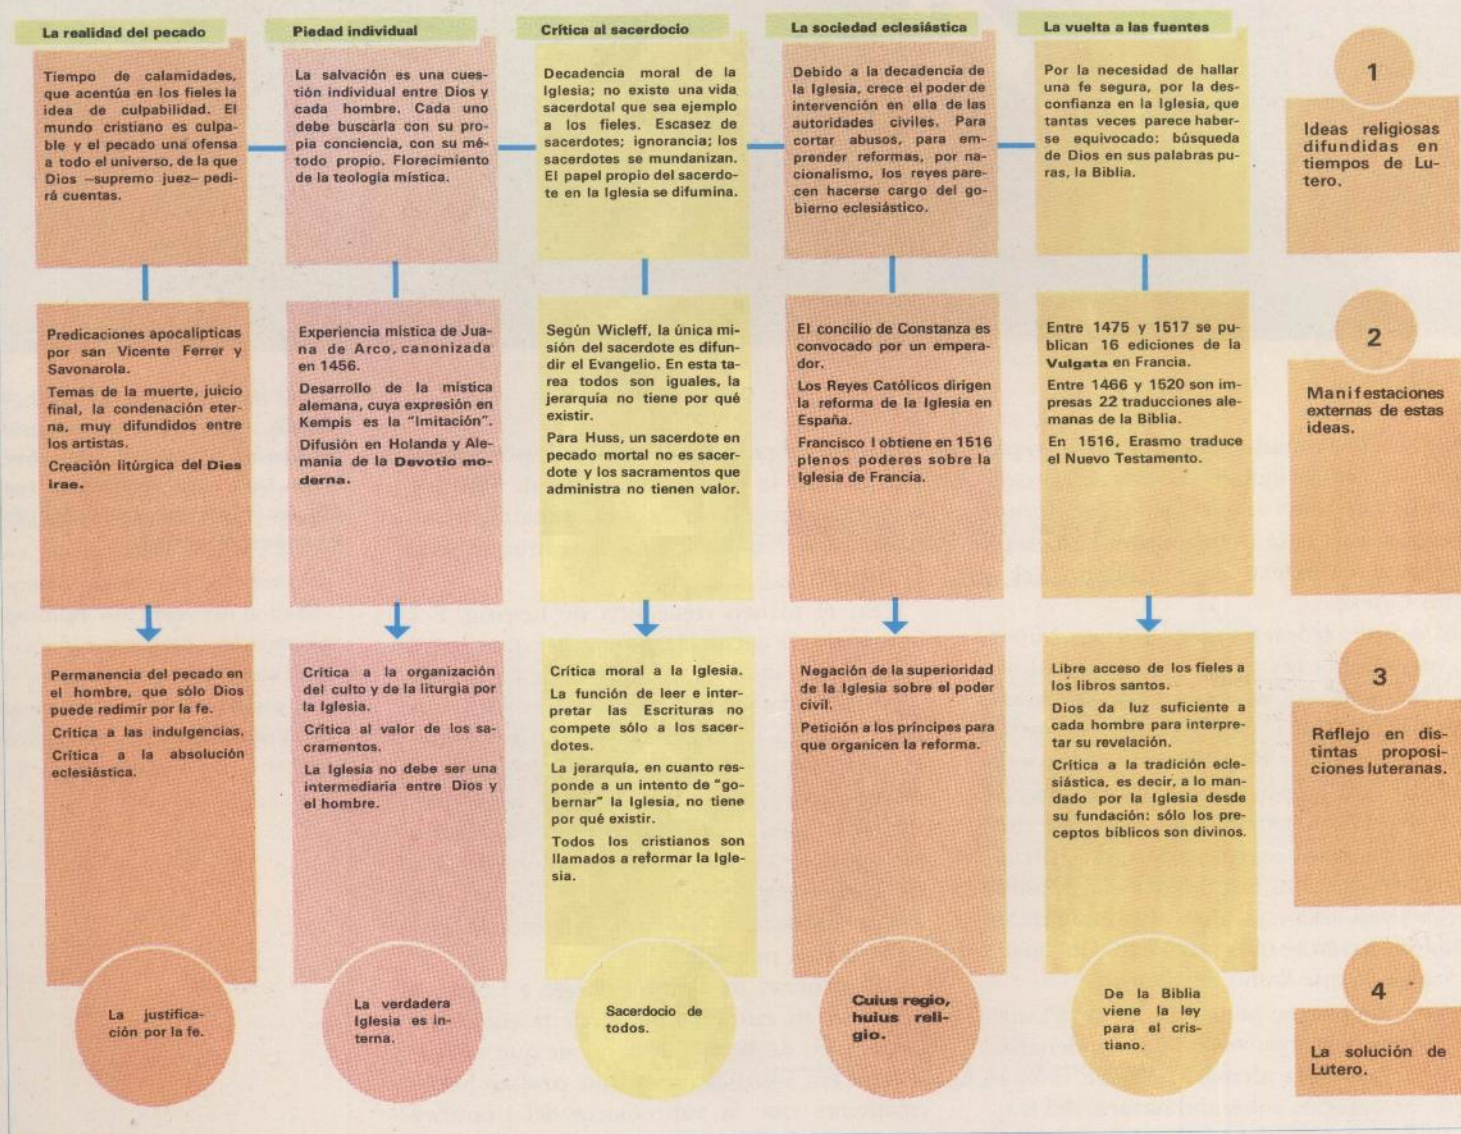 La realidad del pecado
Tiempo de calamidades,
que acentúa en los fieles la
idea de culpabilidad. El
mundo cristiano es culpa-
ble y el pecado una ofensa
a todo el universo, de la que
Dios –supremo juez– pedi-
rá cuentas.
Piedad individual
La salvación es una cues-
tión individual entre Dios y
cada hombre. Cada uno
debe buscarla con su pro-
pia conciencia, con su mé-
todo propio. Florecimiento
de la teología mística.
Crítica al sacerdocio
Decadencia moral de la
Iglesia; no existe una vida
sacerdotal que sea ejemplo
a los fieles. Escasez de
sacerdotes; ignorancia; los
sacerdotes se mundanizan.
El papel propio del sacerdo-
te en la Iglesia se difumina.
La sociedad eclesiástica
Debido a la decadencia de
la Iglesia, crece el poder de
intervención en ella de las
autoridades civiles. Para
cortar abusos, para em-
prender reformas, por na-
cionalismo, los reyes pare-
cen hacerse cargo del go-
bierno eclesiástico.
La vuelta a las fuentes
Por la necesidad de hallar
una fe segura, por la des-
confianza en la Iglesia, que
tantas veces parece haber-
se equivocado: búsqueda
de Dios en sus palabras pu-
ras, la Biblia.
1
Ideas religiosas
difundidas en
tiempos de Lu-
tero.
Predicaciones apocalípticas
por san Vicente Ferrer y
Savonarola.
Temas de la muerte, juicio
final, la condenación eter-
na, muy difundidos entre
los artistas.
Creación litúrgica del Dies
irae.
Experiencia mística de Jua-
na de Arco, canonizada
en 1456.
Desarrollo de la mística
alemana, cuya expresión en
Kempis es la "Imitación".
Difusión en Holanda y Ale-
mania de la Devotio mo-
derna.
Según Wicleff, la única mi-
sión del sacerdote es difun-
dir el Evangelio. En esta ta-
rea todos son iguales, la
jerarquía no tiene por qué
existir.
Para Huss, un sacerdote en
pecado mortal no es sacer-
dote y los sacramentos que
administra no tienen valor.
El concilio de Constanza es
convocado por un empera-
dor.
Los Reyes Católicos dirigen
la reforma de la Iglesia en
España.
Francisco I obtiene en 1516
plenos poderes sobre la
Iglesia de Francia.
Entre 1475 y 1517 se pu-
blican 16 ediciones de la
Vulgata en Francia.
Entre 1466 y 1520 son im-
presas 22 traducciones ale-
manas de la Biblia.
En 1516, Erasmo traduce
el Nuevo Testamento.
2
Manifestaciones
externas de estas
ideas.
Permanencia del pecado en
el hombre, que sólo Dios
puede redimir por la fe.
Crítica a las indulgencias.
Crítica a la absolución
eclesiástica.
Crítica a la organización
del culto y de la liturgia por
la Iglesia.
Crítica al valor de los sa-
cramentos.
La Iglesia no debe ser una
intermediaria entre Dios y
el hombre.
Crítica moral a la Iglesia.
La función de leer e inter-
pretar las Escrituras no
compete sólo a los sacer-
dotes.
La jerarquía, en cuanto res-
ponde a un intento de "go-
bernar" la Iglesia, no tiene
por qué existir.
Todos los cristianos son
llamados a reformar la Igle-
sia.
Negación de la superioridad
de la Iglesia sobre el poder
civil.
Petición a los príncipes para
que organicen la reforma.
Libre acceso de los fieles a
los libros santos.
Dios da luz suficiente a
cada hombre para interpre-
tar su revelación.
Crítica a la tradición ecle-
siástica, es decir, a lo man-
dado por la Iglesia desde
su fundación: sólo los pre-
ceptos bíblicos son divinos.
3
Reflejo en dis-
tintas proposi-
ciones luteranas.
La justifica-
ción por la fe.
La verdadera
Iglesia es in-
terna.
Sacerdocio de
todos.
Cuius regio,
huius reli-
gio.
De la Biblia
viene la ley
para el cris-
tiano.
4
La solución de
Lutero.